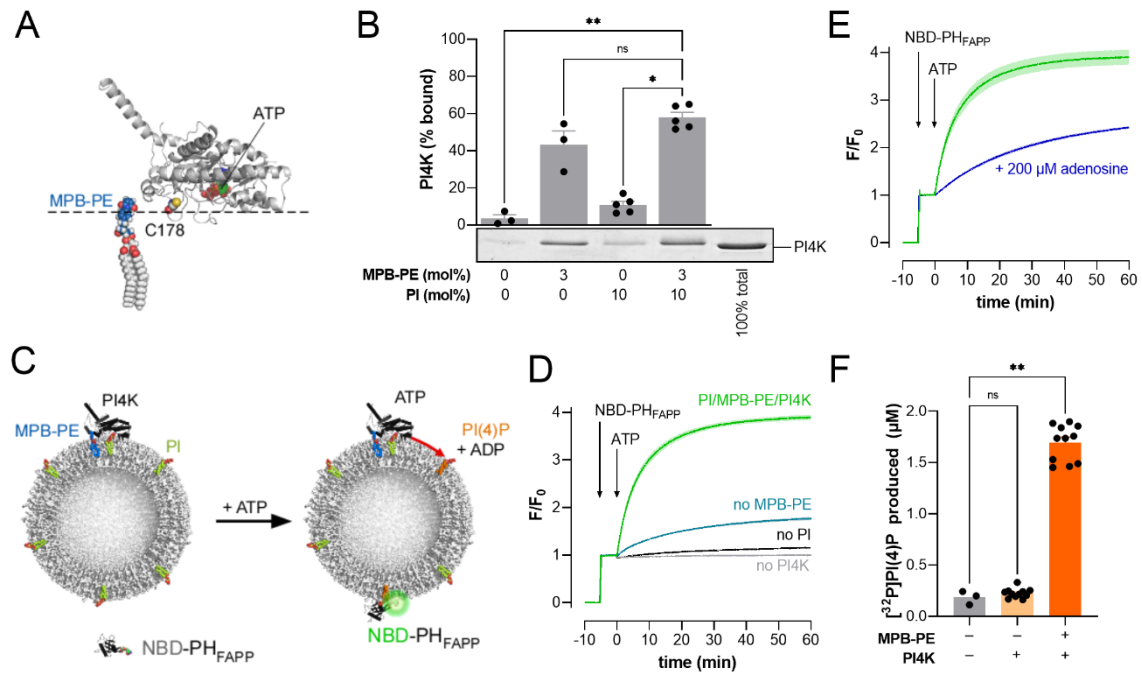 A
ATP
MPB-PE
C178
B
**
ns
*
PI4K (% bound)
100
80
60
40
20
0
PI4K
MPB-PE (mol%) 0 3 0 3
PI (mol%) 0 0 10 10
100% total
E
NBD-PHFAPP
ATP
+ 200 µM adenosine
F/F0
4
3
2
1
0
-10 0 10 20 30 40 50 60
time (min)
C
PI4K
MPB-PE
PI
+ ATP
ATP
PI(4)P
+ ADP
NBD-PHFAPP
NBD-PHFAPP
D
NBD-PHFAPP
ATP
PI/MPB-PE/PI4K
no MPB-PE
no PI
no PI4K
F/F0
4
3
2
1
0
-10 0 10 20 30 40 50 60
time (min)
F
**
ns
[32P]PI(4)P produced (µM)
2.0
1.5
1.0
0.5
0.0
MPB-PE – – +
PI4K – + +